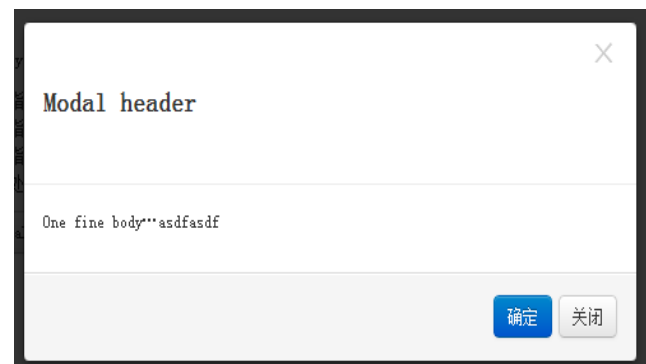 Modal header
One fine body…asdfasdf
确定 关闭